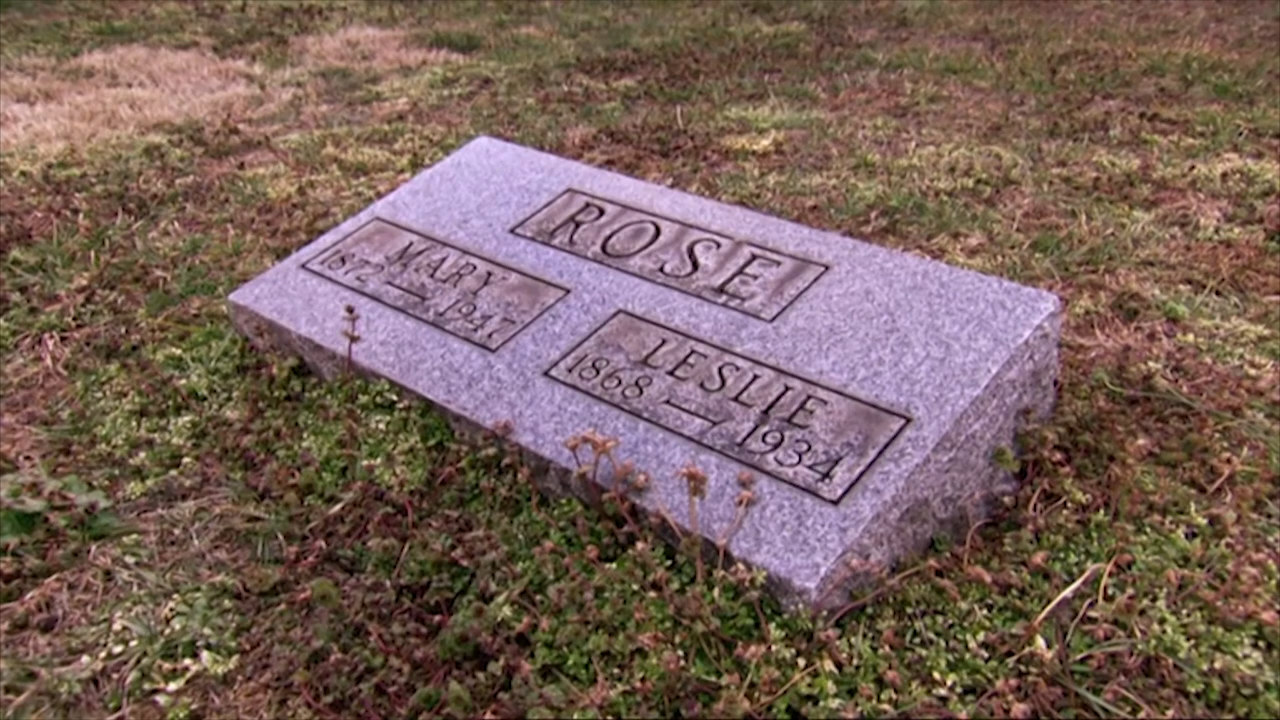 ROSE
MARY
1872 — 1947
LESLIE
1868 — 1934